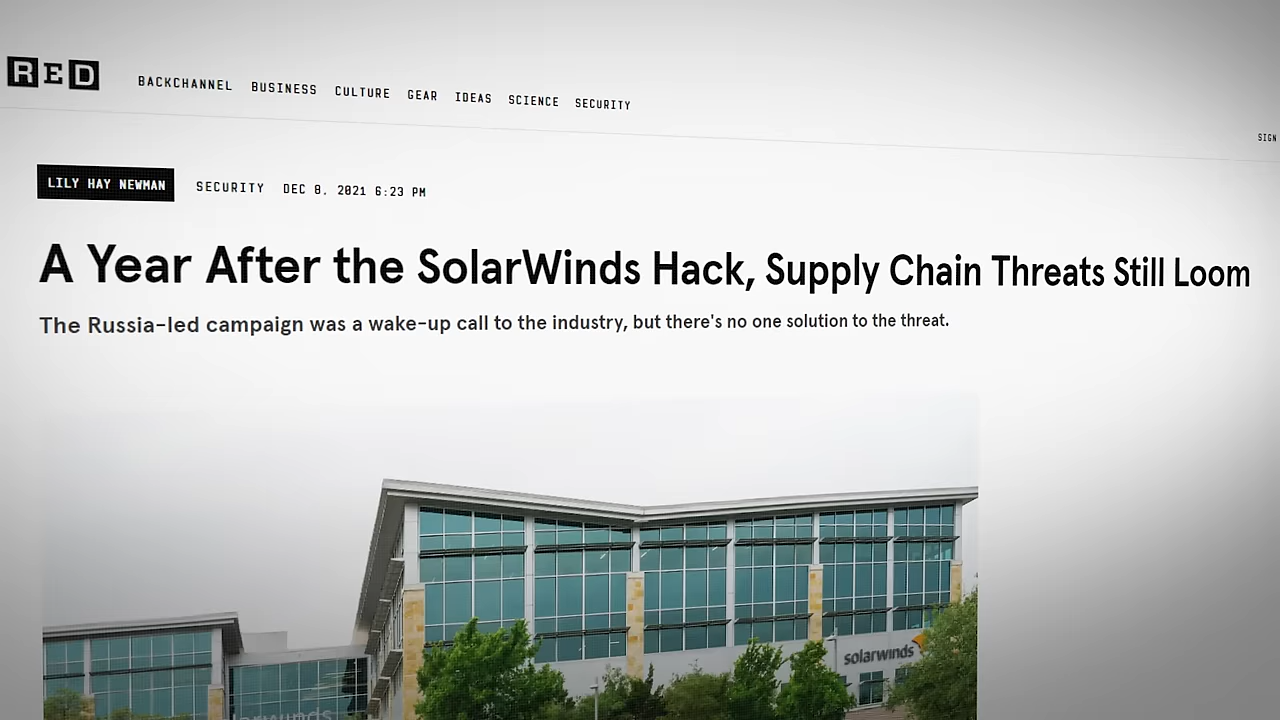 RED
BACKCHANNEL BUSINESS CULTURE GEAR IDEAS SCIENCE SECURITY
SIGN
LILY HAY NEWMAN SECURITY DEC 8, 2021 6:23 PM
A Year After the SolarWinds Hack, Supply Chain Threats Still Loom
The Russia-led campaign was a wake-up call to the industry, but there's no one solution to the threat.
solarwinds
larwinds